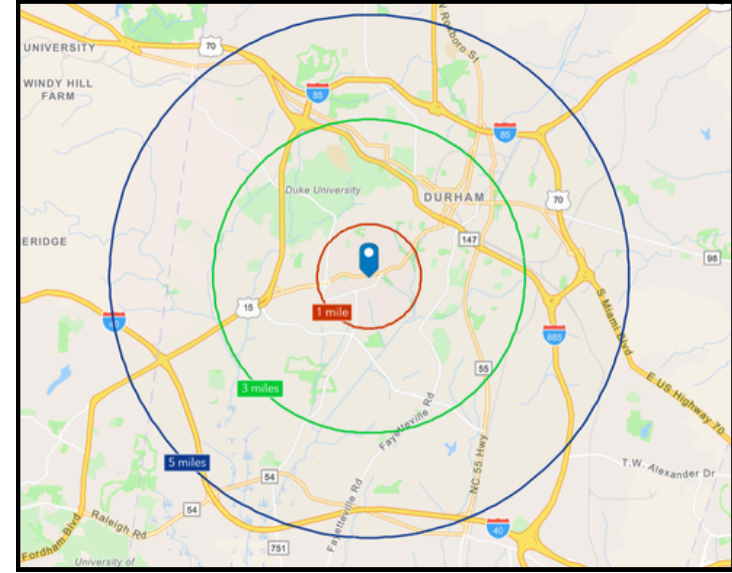 N Roxboro St
UNIVERSITY
70
WINDY HILL
FARM
85
85
Duke University
DURHAM
70
147
ERIDGE
98
15
1 mile
40
S Miami Blvd
885
55
E US Highway 70
3 miles
Fayetteville Rd
5 miles
NC 55 Hwy
T.W. Alexander Dr
54
54
Fayetteville Rd
Raleigh Rd
40
Fordham Blvd
751
University of